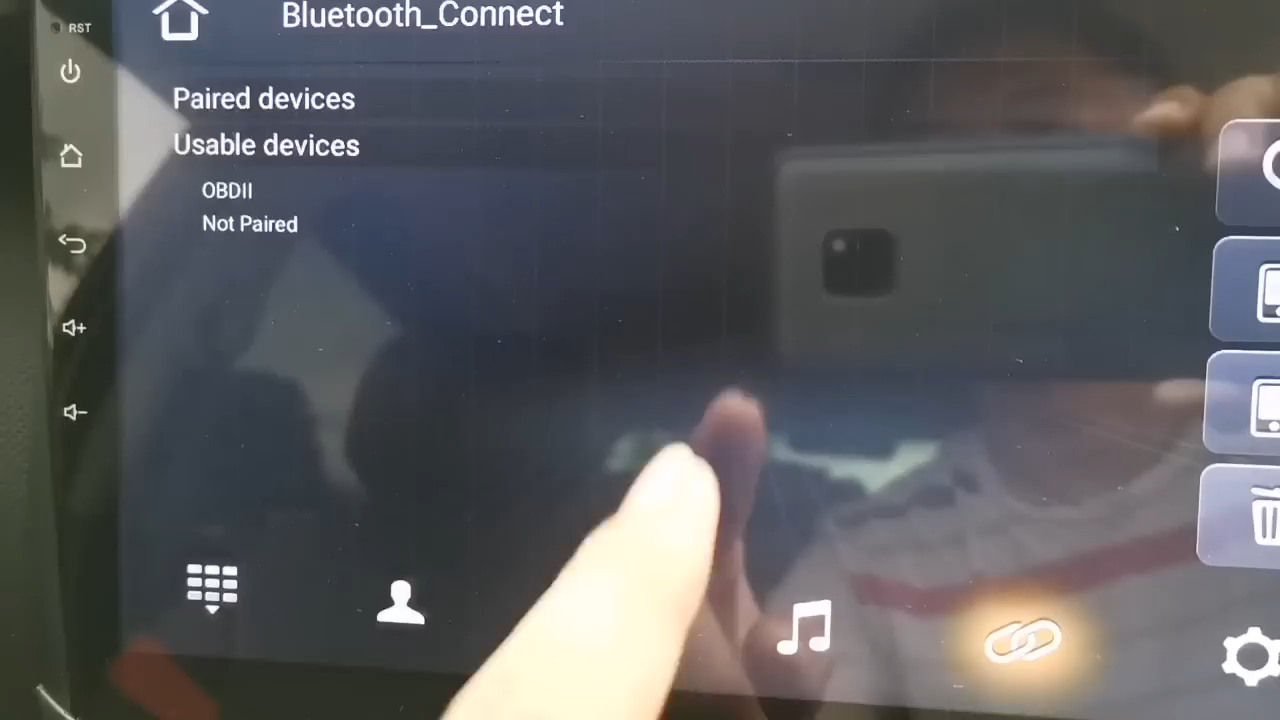 RST
Bluetooth_Connect
Paired devices
Usable devices
OBDII
Not Paired